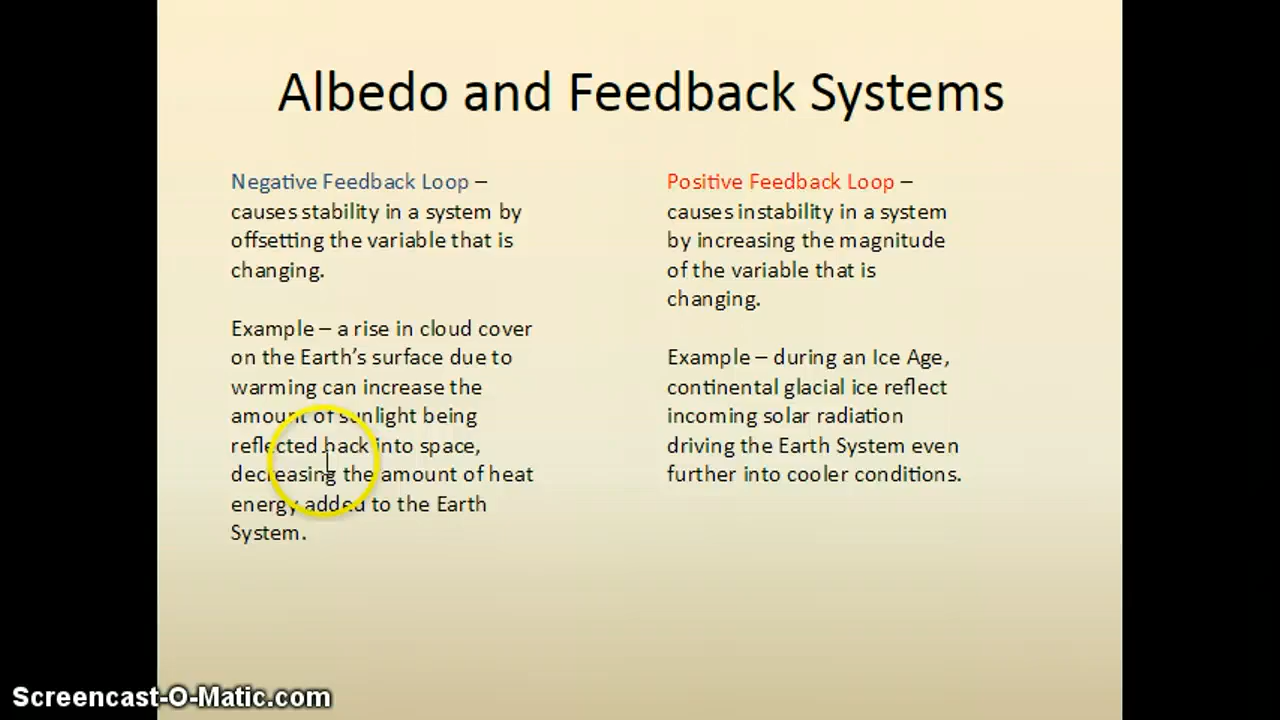 Albedo and Feedback Systems
Negative Feedback Loop –
causes stability in a system by
offsetting the variable that is
changing.
Example – a rise in cloud cover
on the Earth's surface due to
warming can increase the
amount of sunlight being
reflected back into space,
decreasing the amount of heat
energy added to the Earth
System.
Positive Feedback Loop –
causes instability in a system
by increasing the magnitude
of the variable that is
changing.
Example – during an Ice Age,
continental glacial ice reflect
incoming solar radiation
driving the Earth System even
further into cooler conditions.
Screencast-O-Matic.com